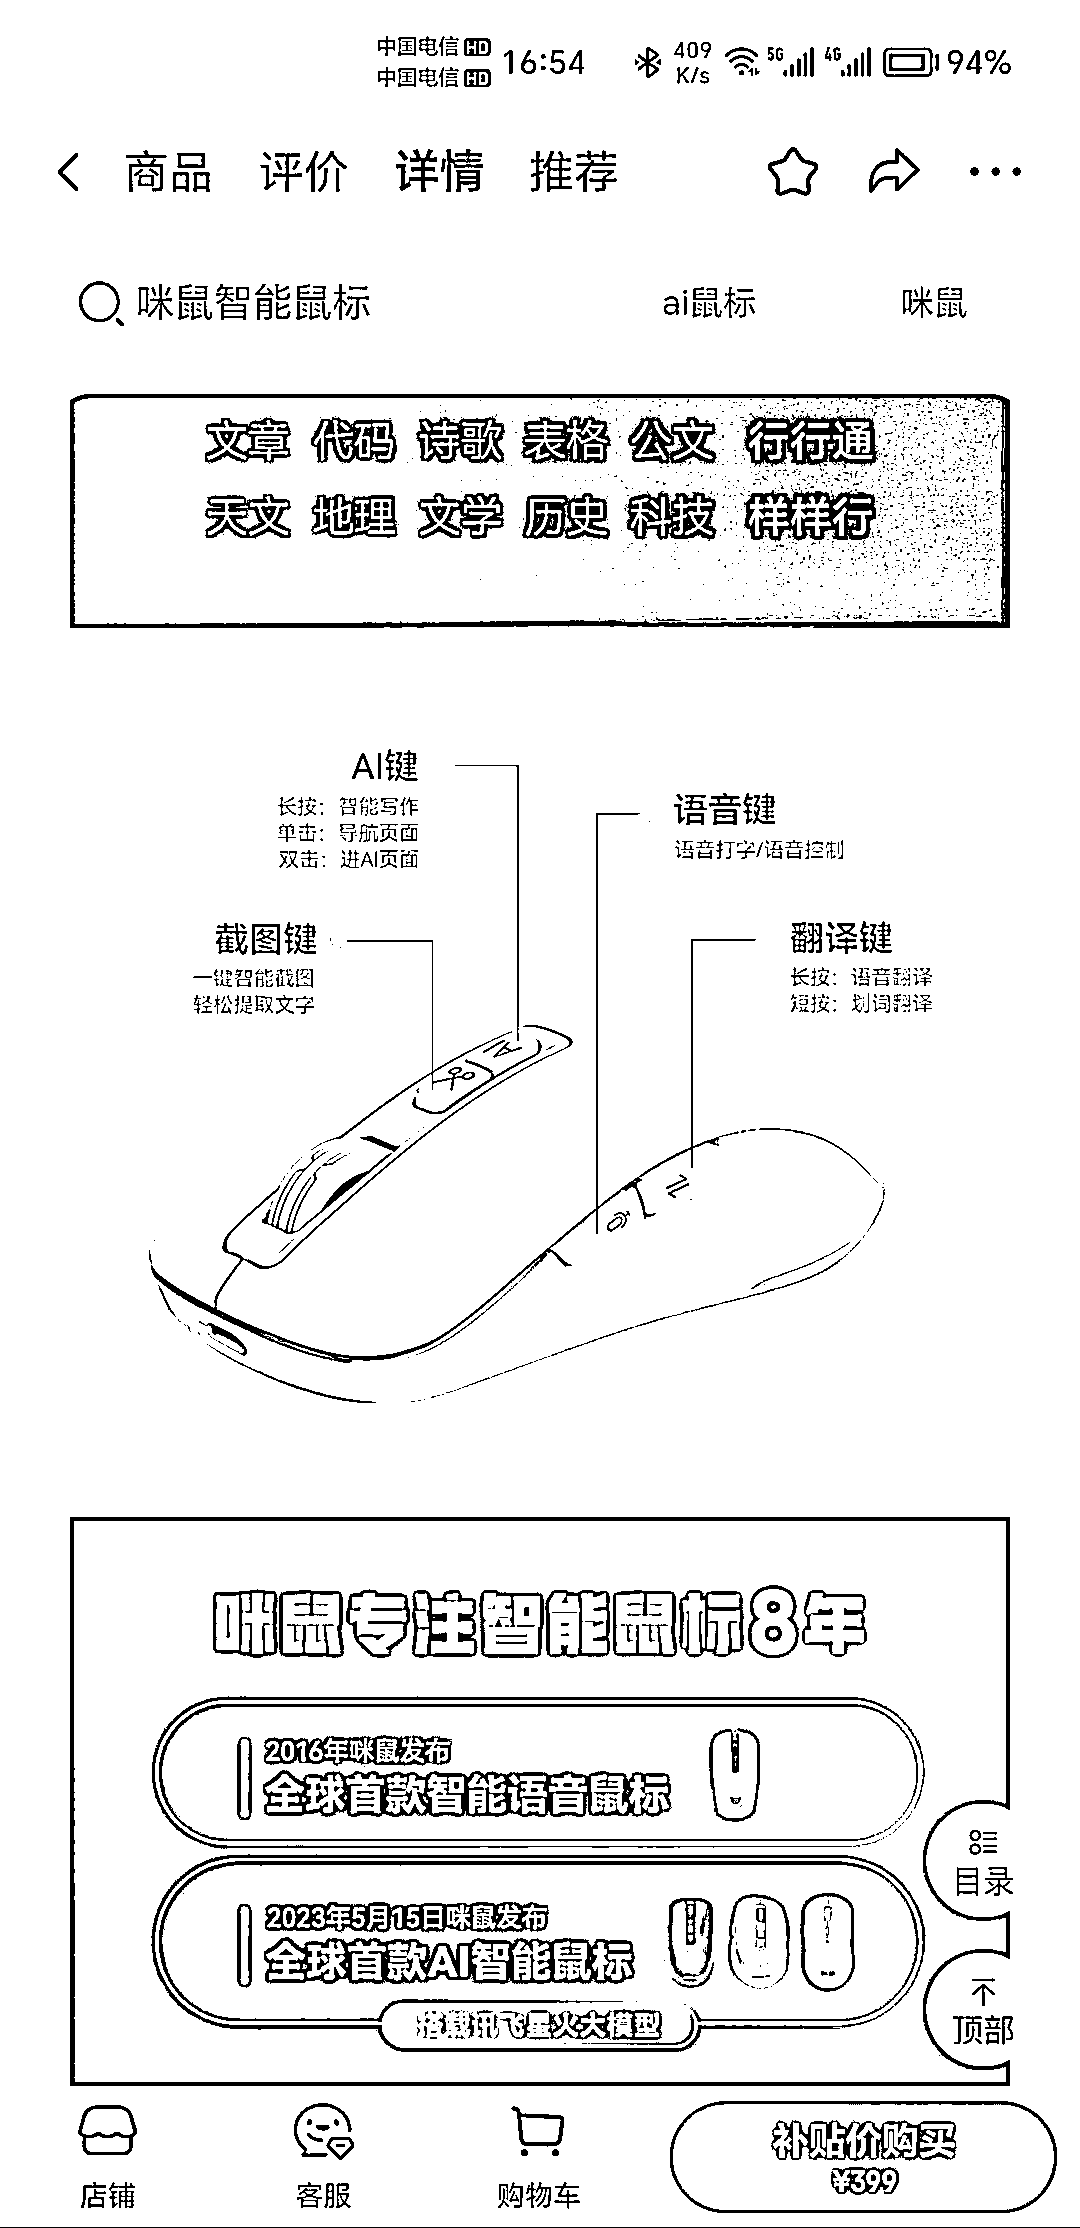 中国电信 HD
中国电信 HD
16:54
409 K/s
5G
4G
94%
商品 评价 详情 推荐
咪鼠智能鼠标 ai鼠标 咪鼠
文章 代码 诗歌 表格 公文 行行通
天文 地理 文学 历史 科技 样样行
AI键
长按：智能写作
单击：导航页面
双击：进AI页面
语音键
语音打字/语音控制
截图键
一键智能截图
轻松提取文字
翻译键
长按：语音翻译
短按：划词翻译
AI
咪鼠专注智能鼠标8年
2016年咪鼠发布
全球首款智能语音鼠标
2023年5月15日咪鼠发布
全球首款AI智能鼠标
搭载讯飞星火大模型
目录
顶部
店铺
客服
购物车
补贴价购买
¥399